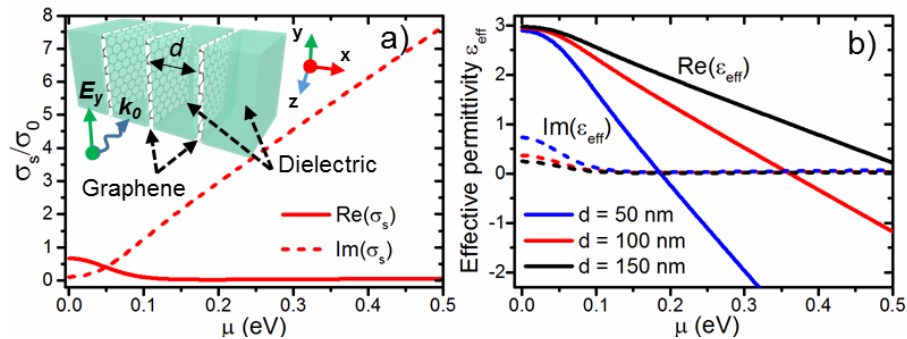 a)
8
7
6
5
4
3
2
1
0
σs/σ0
d
y
x
z
Ey
k0
Graphene
Dielectric
Re(σs)
Im(σs)
0.0 0.1 0.2 0.3 0.4 0.5
μ (eV)
b)
3
2
1
0
-1
-2
Effective permittivity εeff
Re(εeff)
Im(εeff)
d = 50 nm
d = 100 nm
d = 150 nm
0.0 0.1 0.2 0.3 0.4 0.5
μ (eV)